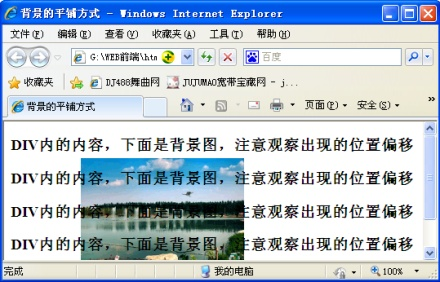 背景的平铺方式 - Windows Internet Explorer
文件(F) 编辑(E) 查看(V) 收藏夹(A) 工具(T) 帮助(H)
G:\WEB前端\htm 百度
收藏夹 DJ488舞曲网 JUJUMAO宽带宝藏网 - j...
背景的平铺方式 页面(P) 安全(S)
DIV内的内容，下面是背景图，注意观察出现的位置偏移
DIV内的内容，下面是背景图，注意观察出现的位置偏移
DIV内的内容，下面是背景图，注意观察出现的位置偏移
DIV内的内容，下面是背景图，注意观察出现的位置偏移
完成 我的电脑 100%